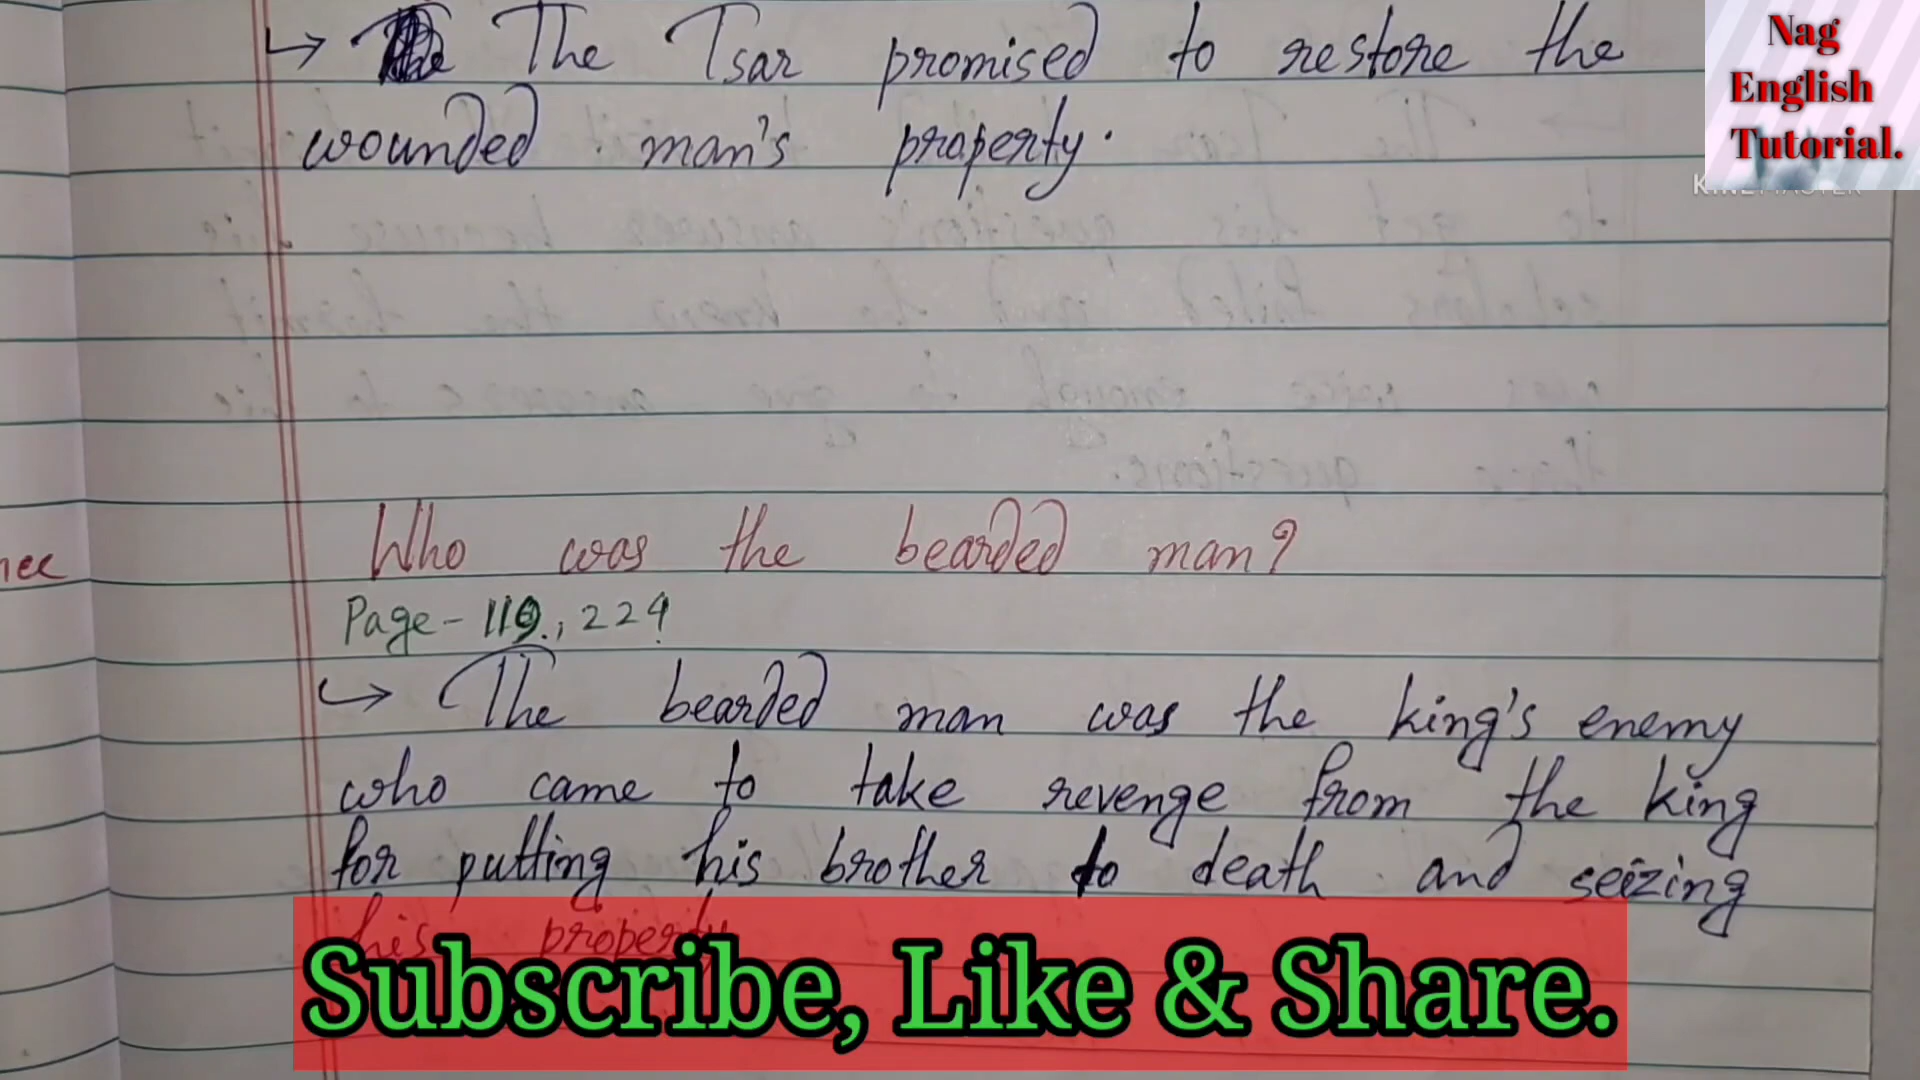 ↳ The Tsar promised to restore the
wounded man's property.
Nag
English
Tutorial.
Who was the bearded man?
nce
Page - 119., 224
↳ The bearded man was the king's enemy
who came to take revenge from the king
for putting his brother to death and seizing
his property
Subscribe, Like & Share.